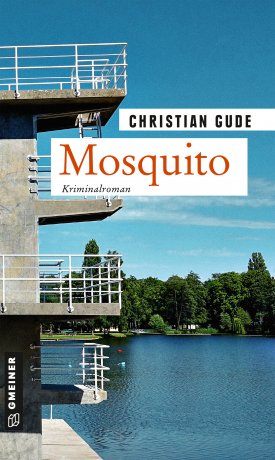 CHRISTIAN GUDE
Mosquito
Kriminalroman
GMEINER